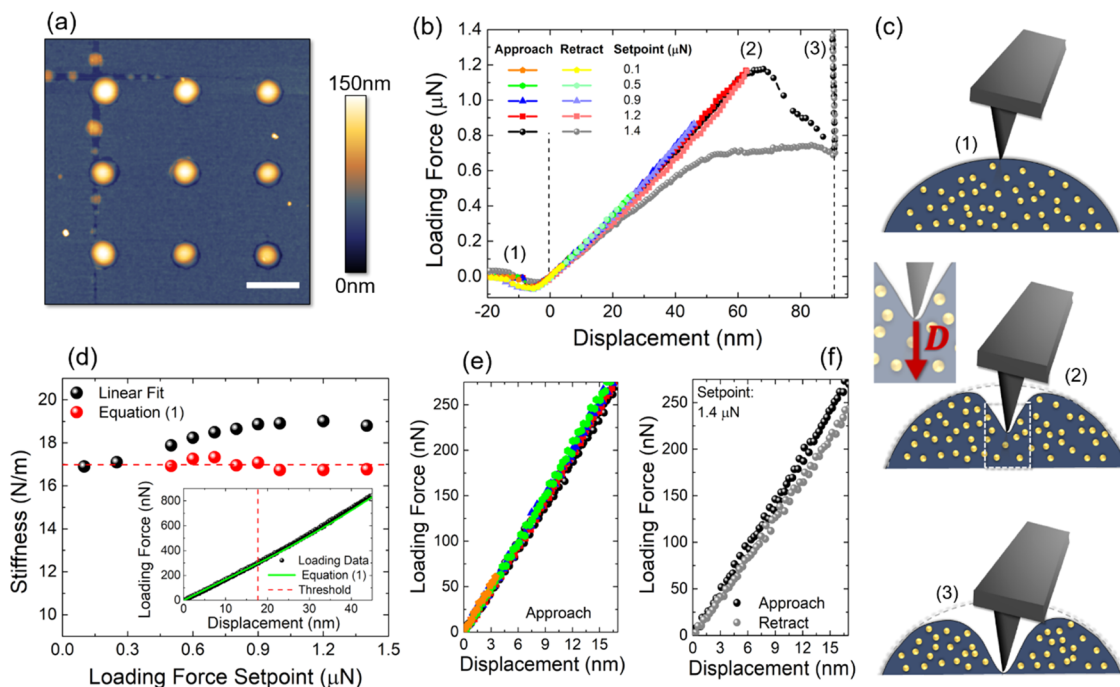 (a)
150nm
0nm
(b)
Approach Retract Setpoint (μN)
0.1
0.5
0.9
1.2
1.4
(1)
(2)
(3)
1.4
1.2
1.0
0.8
0.6
0.4
0.2
0.0
Loading Force (μN)
-20 0 20 40 60 80
Displacement (nm)
(c)
(1)
D
(2)
(3)
(d)
Linear Fit
Equation (1)
20
19
18
17
16
14
13
12
10
9
Stiffness (N/m)
800
600
400
200
0
Loading Force (nN)
Loading Data
Equation (1)
Threshold
0 10 20 30 40
Displacement (nm)
0.0 0.3 0.6 0.9 1.2 1.5
Loading Force Setpoint (μN)
(e)
250
200
150
100
50
0
Loading Force (nN)
Approach
0 3 6 9 12 15
Displacement (nm)
(f)
Setpoint:
1.4 μN
250
200
150
100
50
0
Loading Force (nN)
Approach
Retract
0 3 6 9 12 15
Displacement (nm)